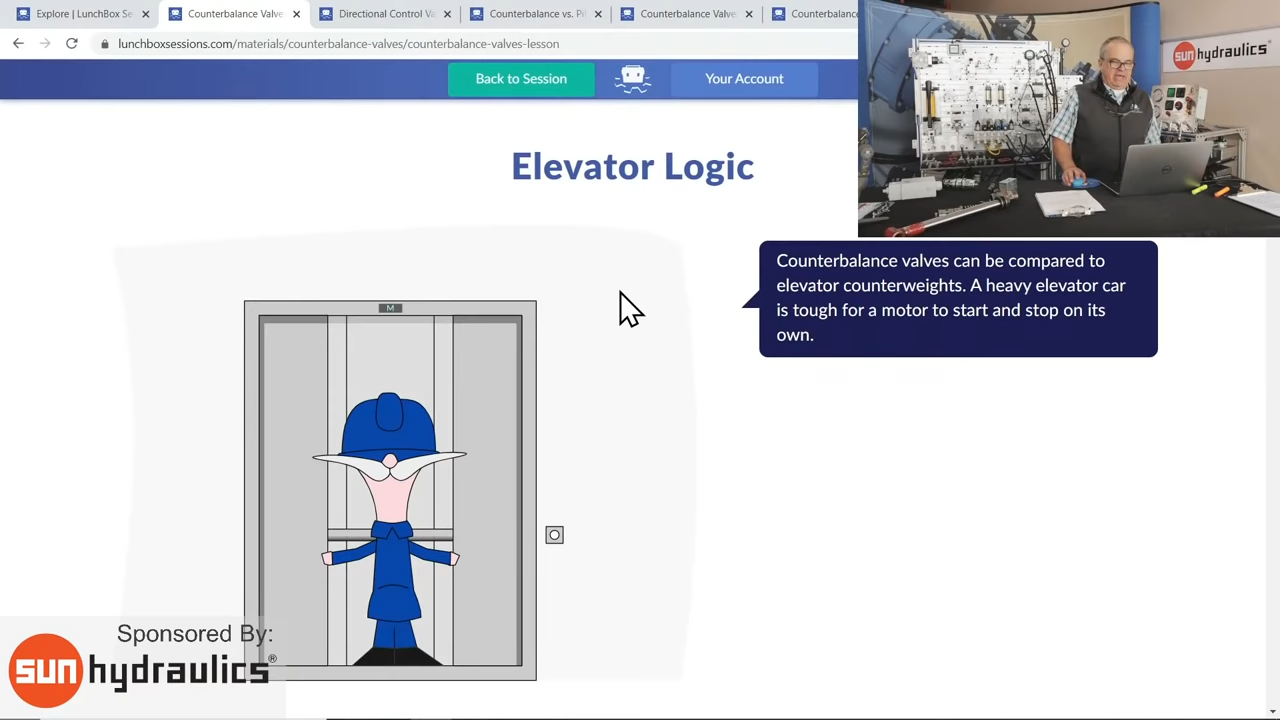 Explore | LunchBox Se
Counterbalance Valve
Directional Control V
Counterbalance vs. Pi
Counterbalance Valve
Counterba
lunchboxsessions.com/materials/counterbalance-valves/counterbalance-valves-lesson
Back to Session
Your Account
sun hydraulics®
Elevator Logic
Counterbalance valves can be compared to
elevator counterweights. A heavy elevator car
is tough for a motor to start and stop on its
own.
M
Sponsored By:
sun hydraulics®